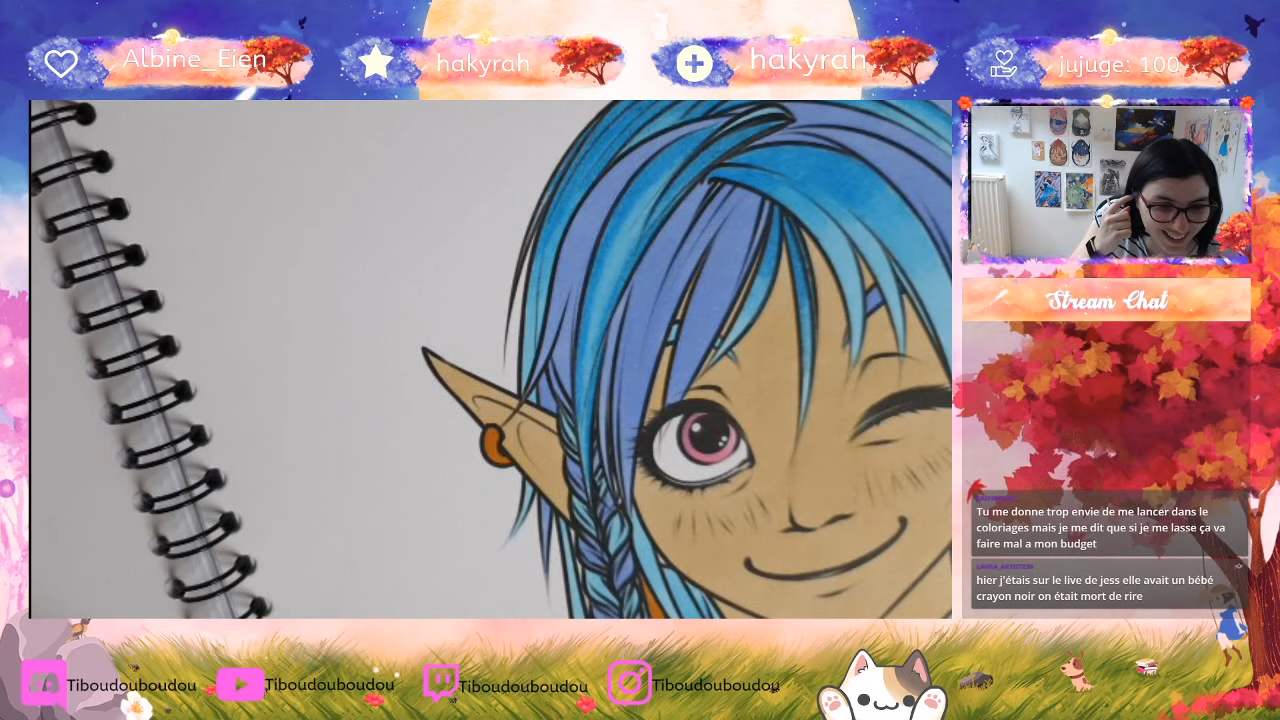 Albine_Eien
hakyrah
hakyrah
jujuge: 100
Stream Chat
Tu me donne trop envie de me lancer dans le
coloriages mais je me dit que si je me lasse ça va
faire mal a mon budget
hier j'étais sur le live de jess elle avait un bébé
crayon noir on était mort de rire
Tiboudouboudou
Tiboudouboudou
Tiboudouboudou
Tiboudouboudou